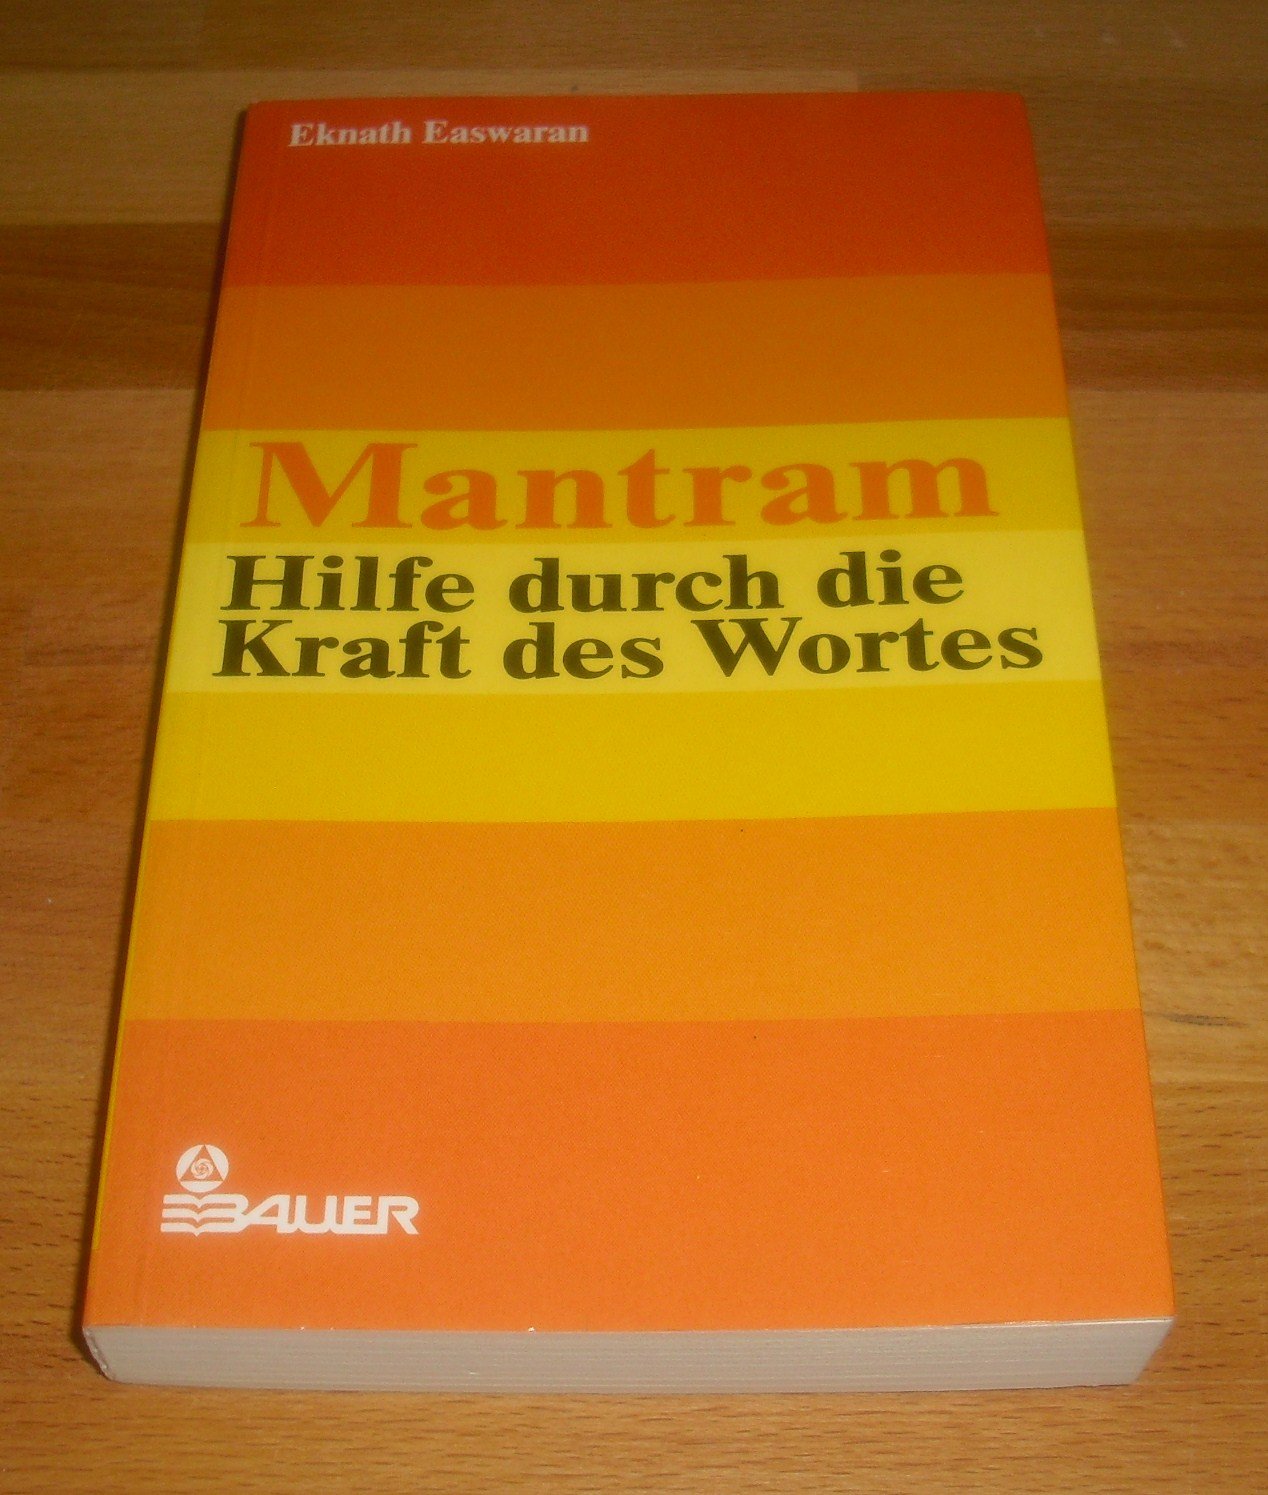 Eknath Easwaran
Mantram
Hilfe durch die
Kraft des Wortes
BAUER